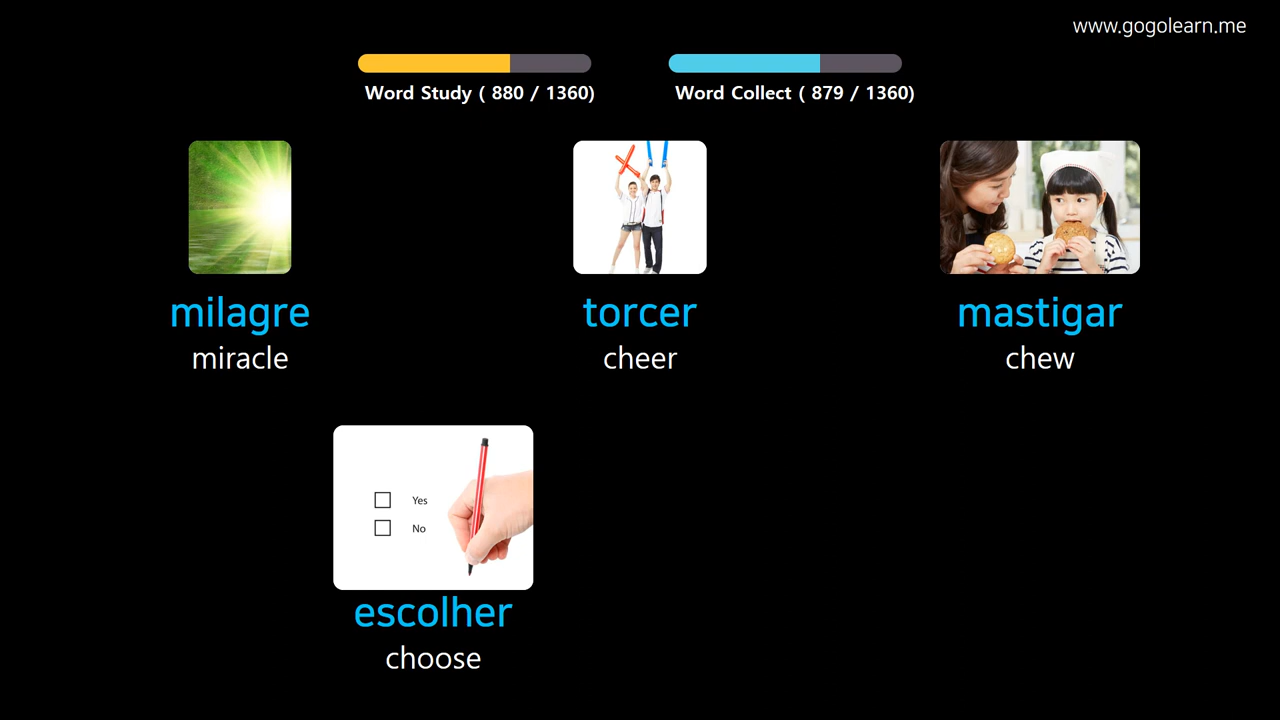 www.gogolearn.me
Word Study ( 880 / 1360)
Word Collect ( 879 / 1360)
milagre
miracle
torcer
cheer
mastigar
chew
Yes
No
escolher
choose